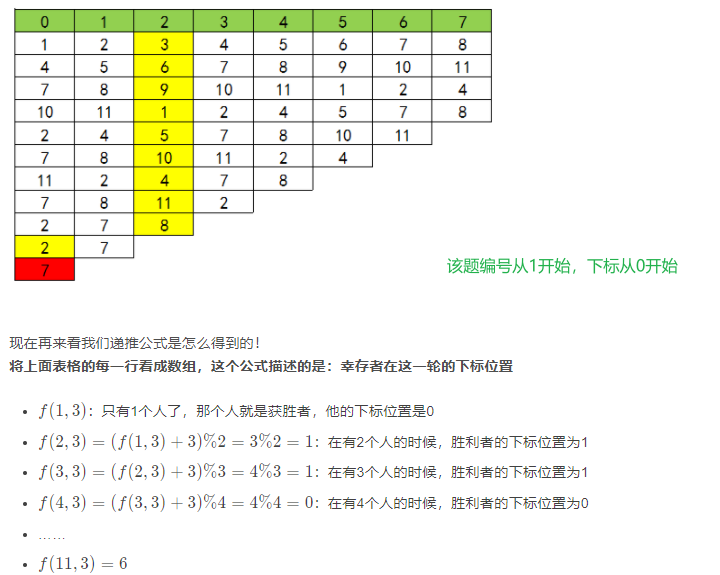 0 1 2 3 4 5 6 7
1 2 3 4 5 6 7 8
4 5 6 7 8 9 10 11
7 8 9 10 11 1 2 4
10 11 1 2 4 5 7 8
2 4 5 7 8 10 11
7 8 10 11 2 4
11 2 4 7 8
7 8 11 2
2 7 8
2 7
7
该题编号从1开始，下标从0开始
现在再来看我们递推公式是怎么得到的！
将上面表格的每一行看成数组，这个公式描述的是：幸存者在这一轮的下标位置
• f(1,3)：只有1个人了，那个人就是获胜者，他的下标位置是0
• f(2,3) = (f(1,3) + 3)%2 = 3%2 = 1：在有2个人的时候，胜利者的下标位置为1
• f(3,3) = (f(2,3) + 3)%3 = 4%3 = 1：在有3个人的时候，胜利者的下标位置为1
• f(4,3) = (f(3,3) + 3)%4 = 4%4 = 0：在有4个人的时候，胜利者的下标位置为0
• ……
• f(11,3) = 6